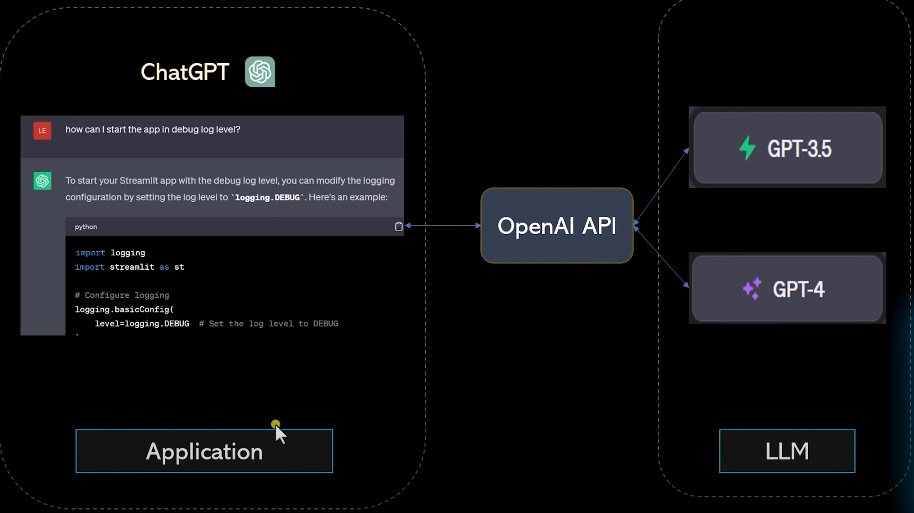 ChatGPT
LE
how can I start the app in debug log level?
To start your Streamlit app with the debug log level, you can modify the logging
configuration by setting the log level to `logging.DEBUG`. Here's an example:
python
import logging
import streamlit as st
# Configure logging
logging.basicConfig(
level=logging.DEBUG  # Set the log level to DEBUG
Application
OpenAI API
GPT-3.5
GPT-4
LLM